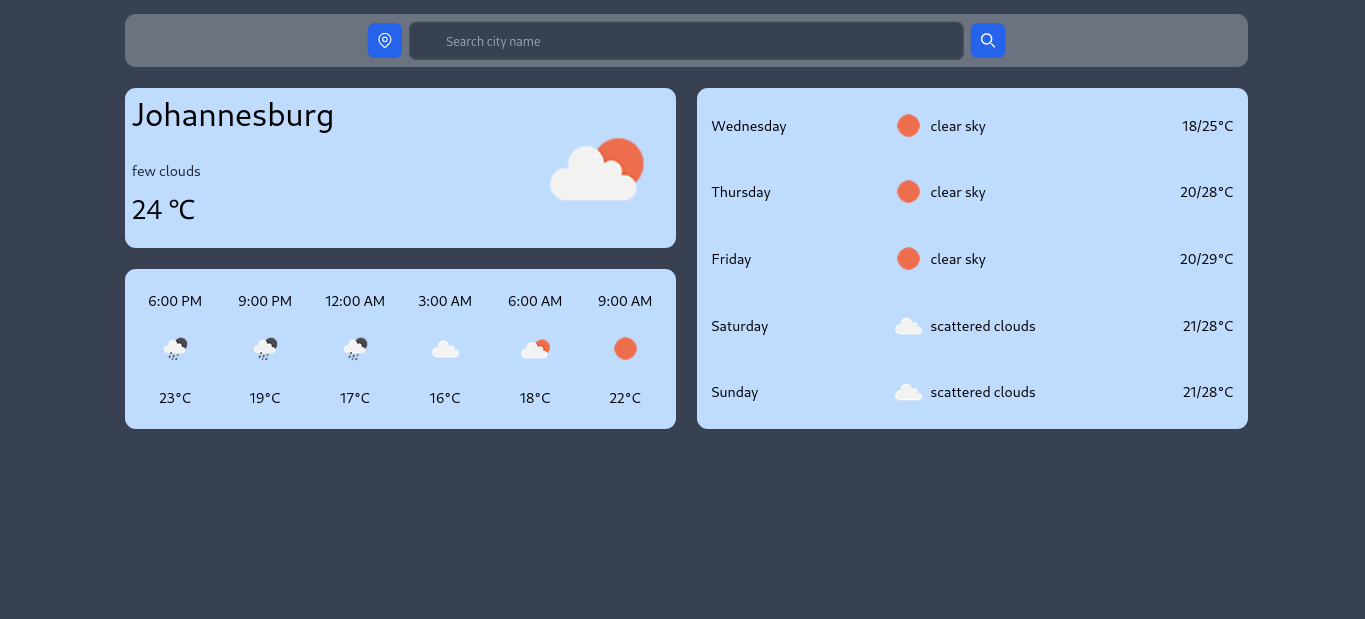 Search city name
Johannesburg
few clouds
24 °C
6:00 PM 9:00 PM 12:00 AM 3:00 AM 6:00 AM 9:00 AM
23°C 19°C 17°C 16°C 18°C 22°C
Wednesday clear sky 18/25°C
Thursday clear sky 20/28°C
Friday clear sky 20/29°C
Saturday scattered clouds 21/28°C
Sunday scattered clouds 21/28°C